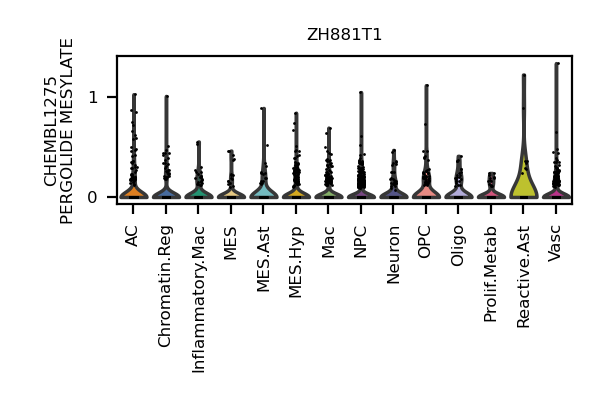 ZH881T1
CHEMBL1275
PERGOLIDE MESYLATE
1
0
AC
Chromatin.Reg
Inflammatory.Mac
MES
MES.Ast
MES.Hyp
Mac
NPC
Neuron
OPC
Oligo
Prolif.Metab
Reactive.Ast
Vasc